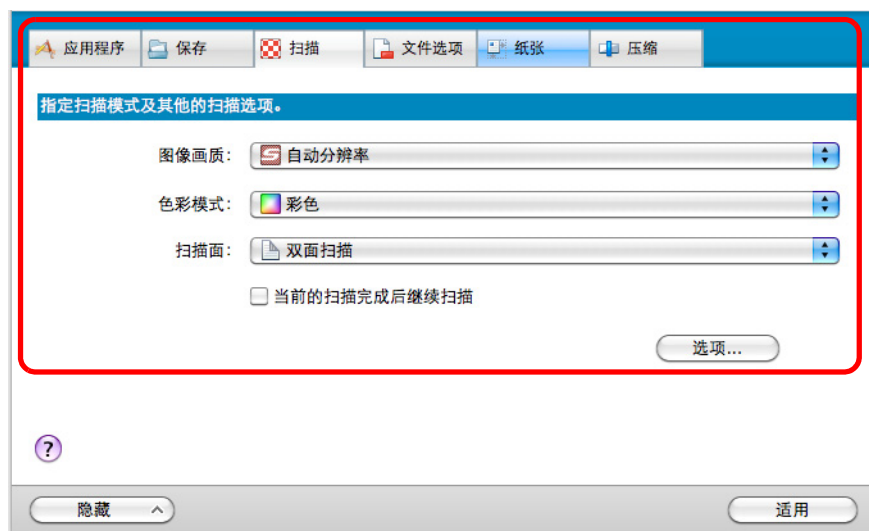 应用程序 保存 扫描 文件选项 纸张 压缩
指定扫描模式及其他的扫描选项。
图像画质: 自动分辨率
色彩模式: 彩色
扫描面: 双面扫描
当前的扫描完成后继续扫描
选项...
?
隐藏 适用